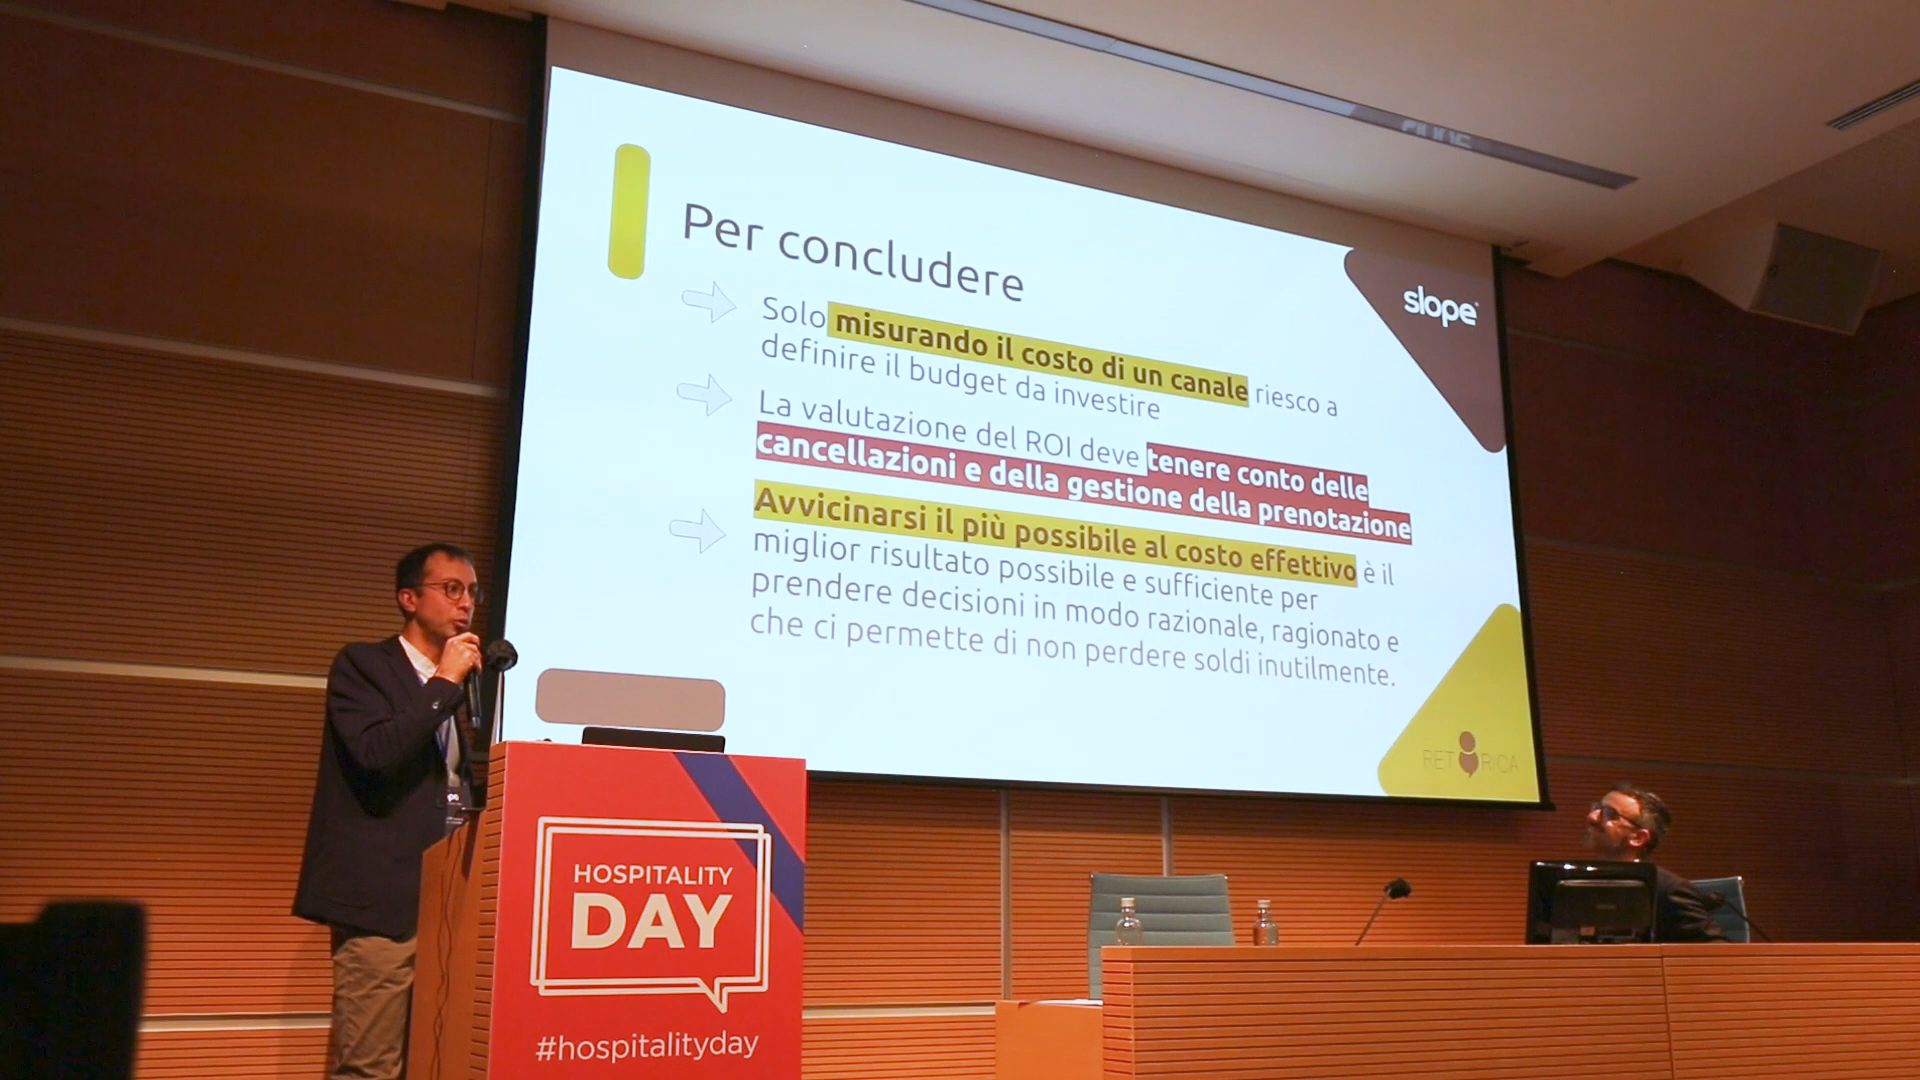 Per concludere
slope
Solo misurando il costo di un canale riesco a
definire il budget da investire
La valutazione del ROI deve tenere conto delle
cancellazioni e della gestione della prenotazione
Avvicinarsi il più possibile al costo effettivo è il
miglior risultato possibile e sufficiente per
prendere decisioni in modo razionale, ragionato e
che ci permette di non perdere soldi inutilmente.
RETORICA
HOSPITALITY
DAY
#hospitalityday